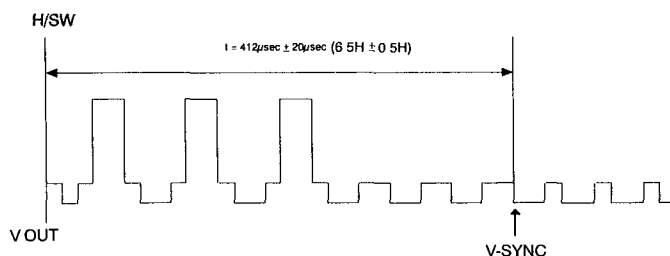 H/SW
t = 412µsec ± 20µsec (6 5H ± 0 5H)
V OUT
V-SYNC